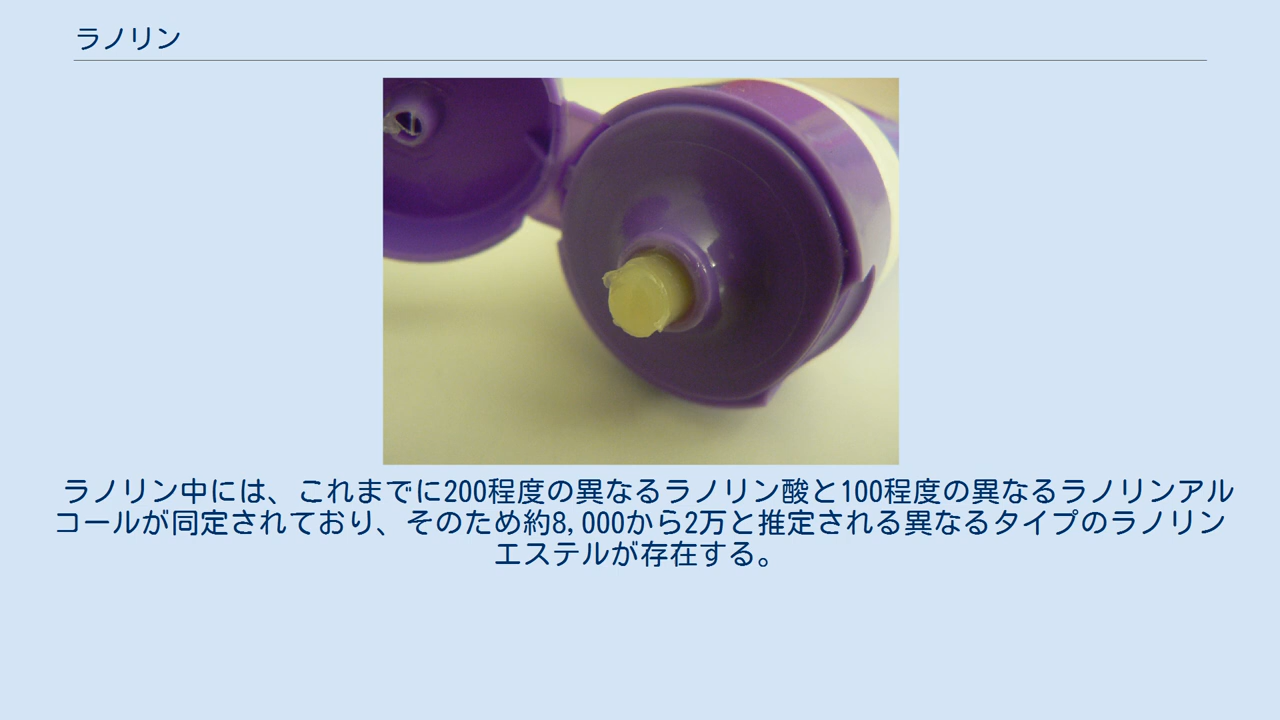 ラノリン
ラノリン中には、これまでに200程度の異なるラノリン酸と100程度の異なるラノリンアル
コールが同定されており、そのため約8,000から2万と推定される異なるタイプのラノリン
エステルが存在する。